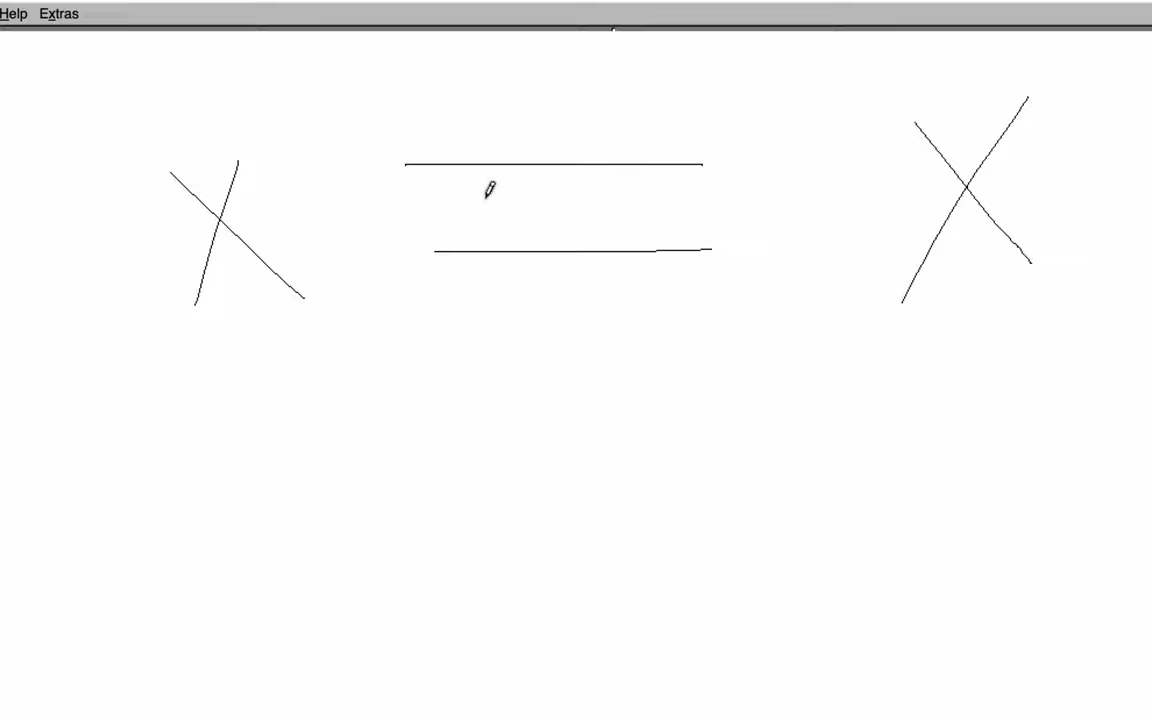 Help Extras
X = X